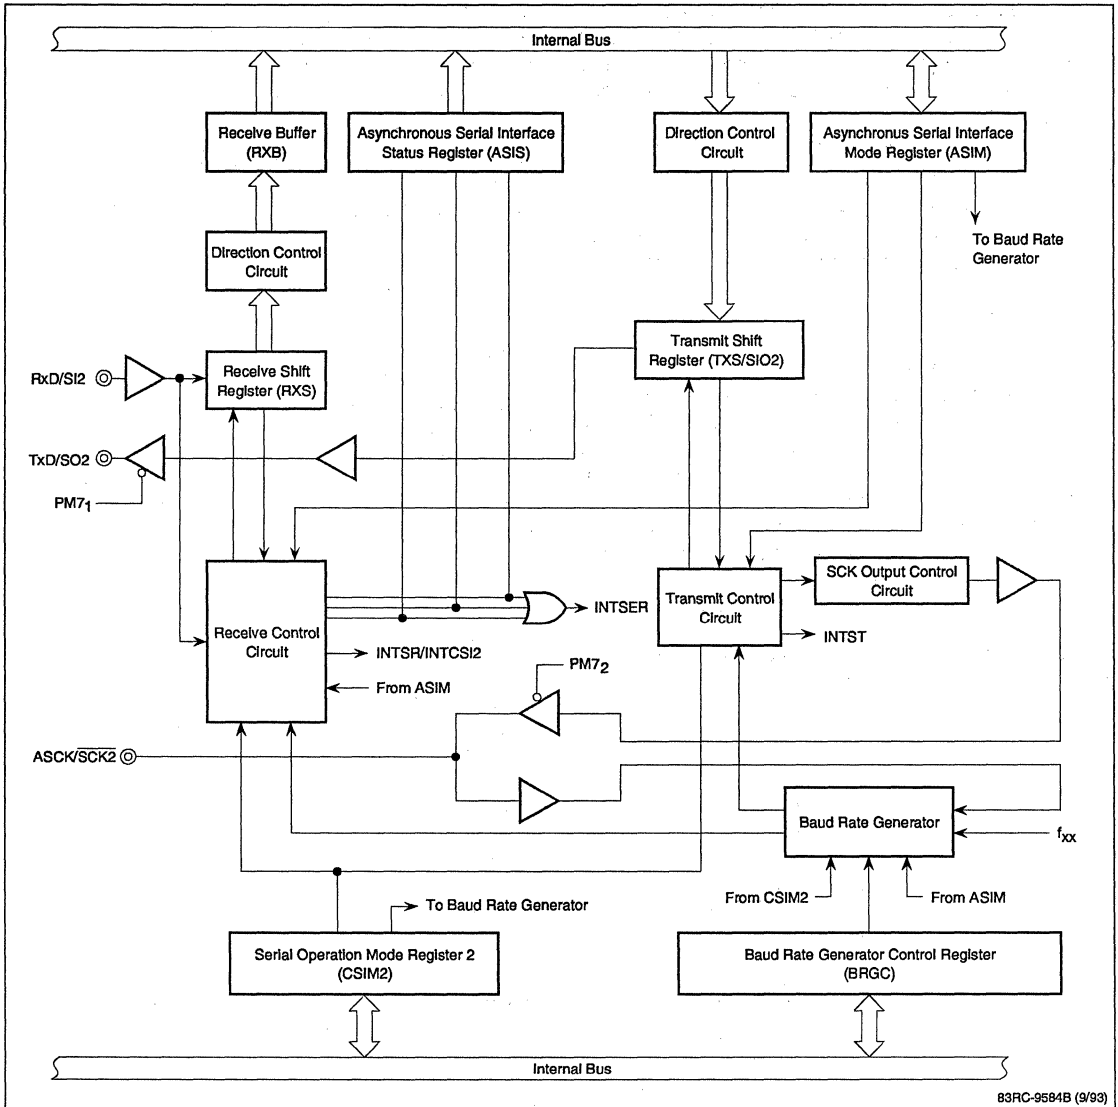 Internal Bus
Receive Buffer
(RXB)
Asynchronous Serial Interface
Status Register (ASIS)
Direction Control
Circuit
Asynchronus Serial Interface
Mode Register (ASIM)
Direction Control
Circuit
To Baud Rate
Generator
Transmit Shift
Register (TXS/SIO2)
RxD/SI2
Receive Shift
Register (RXS)
TxD/SO2
PM71
SCK Output Control
Circuit
Transmit Control
Circuit
INTSER
INTST
Receive Control
Circuit
INTSR/INTCSI2
From ASIM
PM72
ASCK/SCK2
Baud Rate Generator
fxx
From CSIM2
From ASIM
To Baud Rate Generator
Serial Operation Mode Register 2
(CSIM2)
Baud Rate Generator Control Register
(BRGC)
Internal Bus
83RC-9584B (9/93)